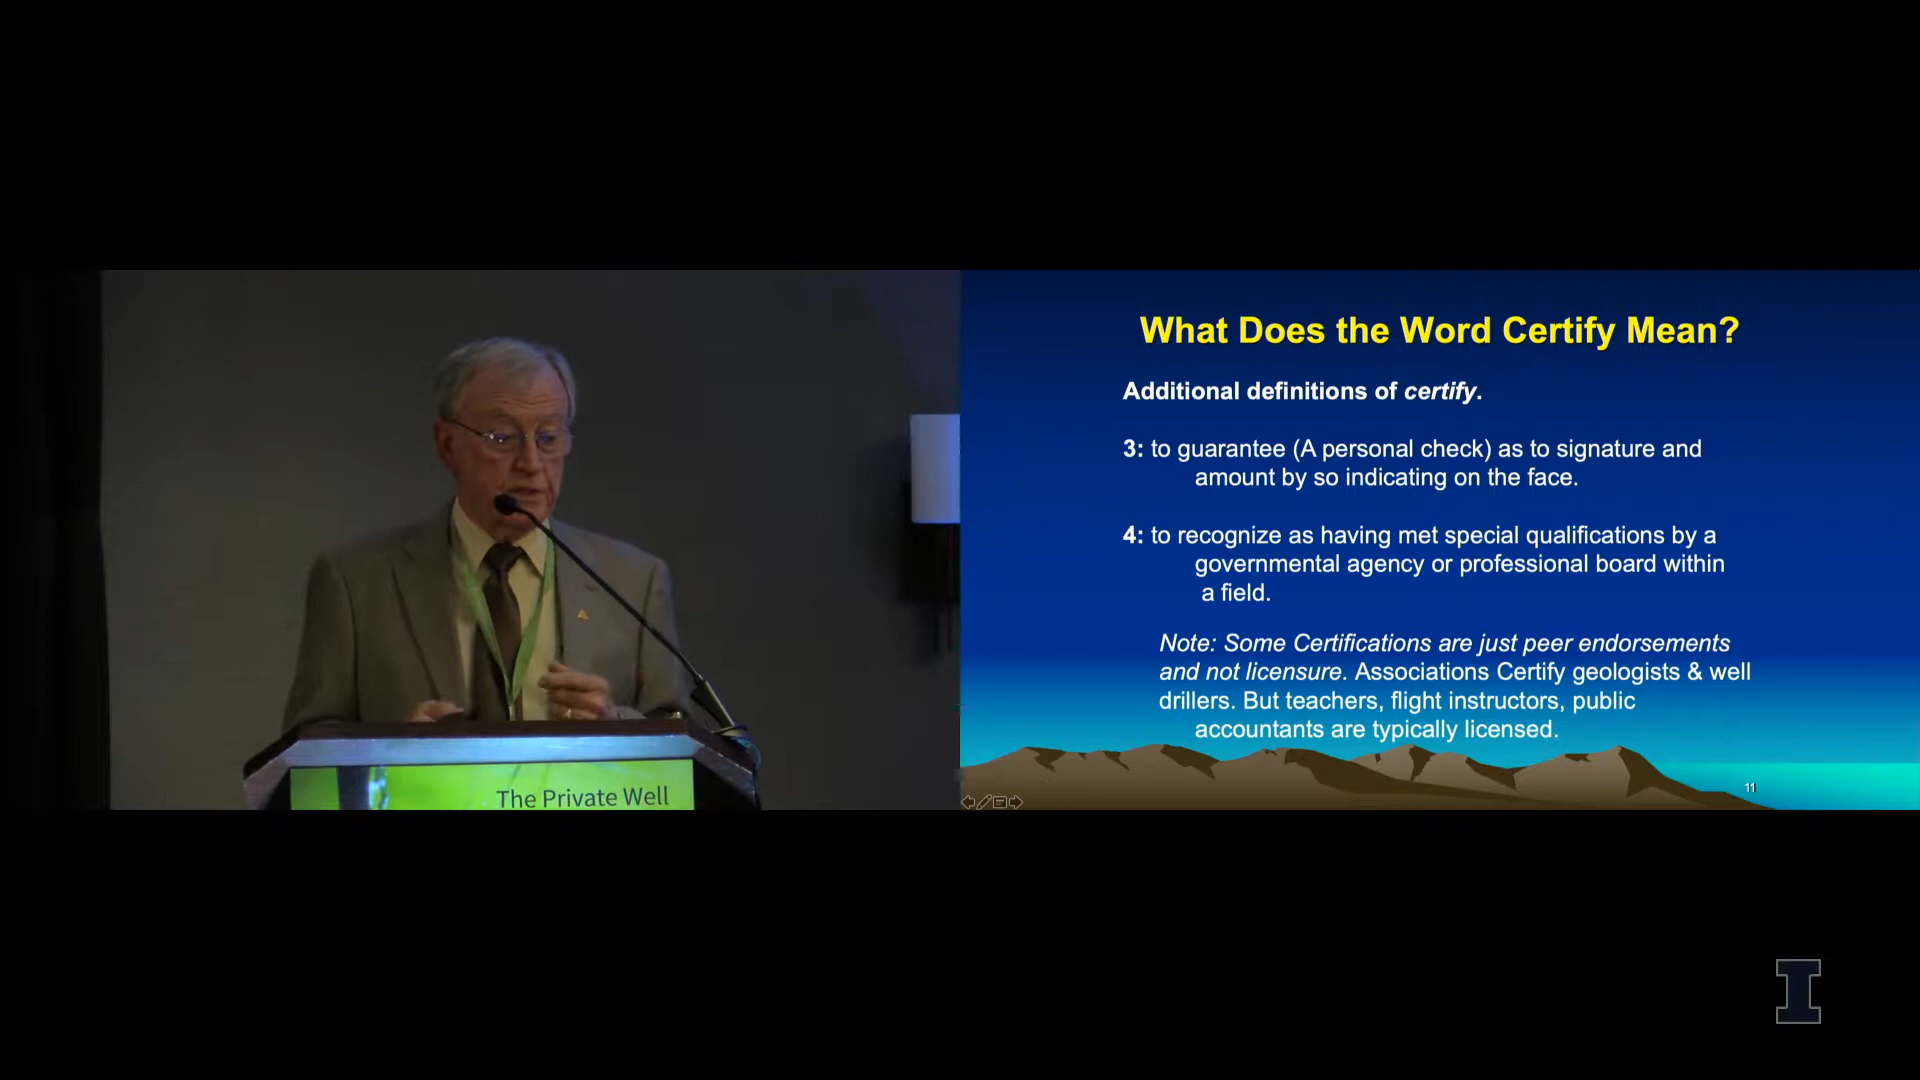 What Does the Word Certify Mean?
Additional definitions of certify.
3: to guarantee (A personal check) as to signature and
amount by so indicating on the face.
4: to recognize as having met special qualifications by a
governmental agency or professional board within
a field.
Note: Some Certifications are just peer endorsements
and not licensure. Associations Certify geologists & well
drillers. But teachers, flight instructors, public
accountants are typically licensed.
11
The Private Well
I